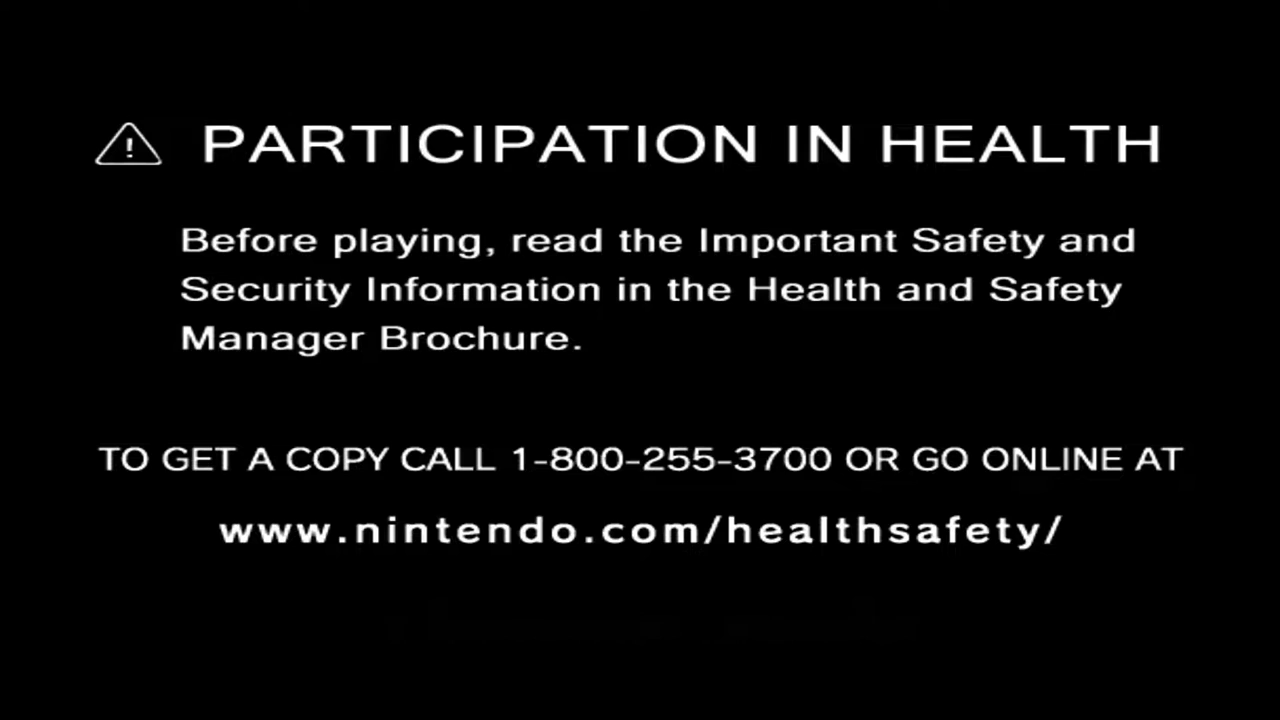 PARTICIPATION IN HEALTH
Before playing, read the Important Safety and
Security Information in the Health and Safety
Manager Brochure.
TO GET A COPY CALL 1-800-255-3700 OR GO ONLINE AT
www.nintendo.com/healthsafety/